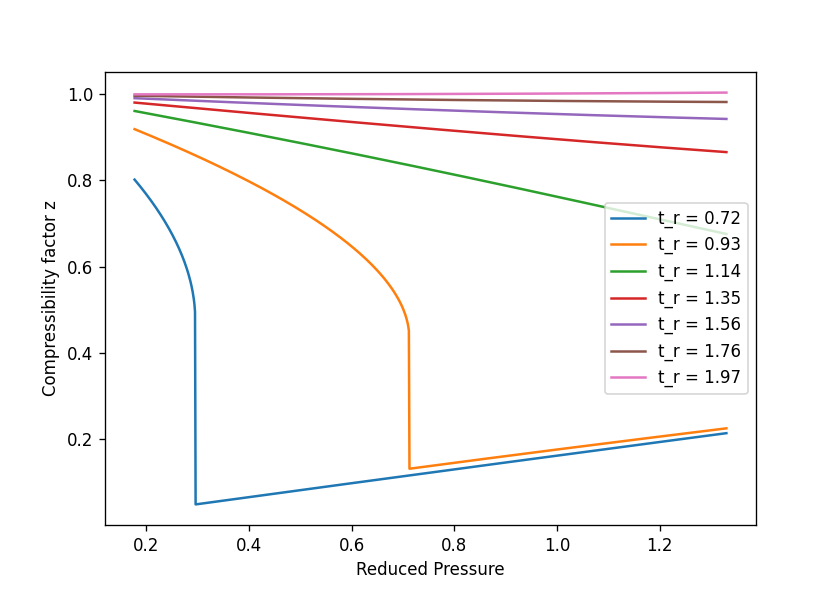 1.0
0.8
0.6
0.4
0.2
Compressibility factor z
t_r = 0.72
t_r = 0.93
t_r = 1.14
t_r = 1.35
t_r = 1.56
t_r = 1.76
t_r = 1.97
0.2 0.4 0.6 0.8 1.0 1.2
Reduced Pressure